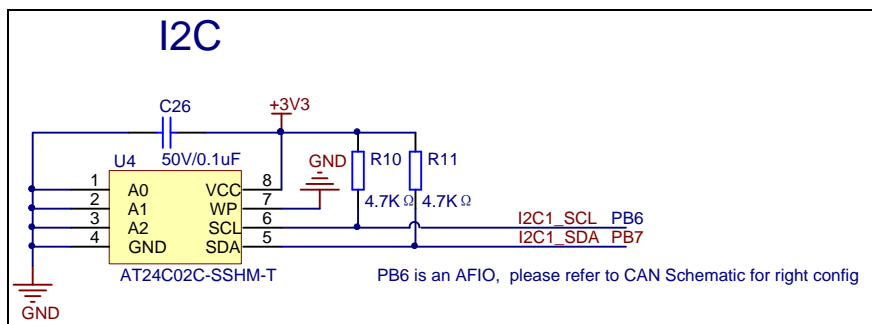 I2C
C26
+3V3
U4
50V/0.1uF
GND
R10
R11
1
A0
VCC
8
2
A1
WP
7
4.7KΩ
4.7KΩ
3
A2
SCL
6
I2C1_SCL
PB6
4
GND
SDA
5
I2C1_SDA
PB7
AT24C02C-SSHM-T
PB6 is an AFIO, please refer to CAN Schematic for right config
GND